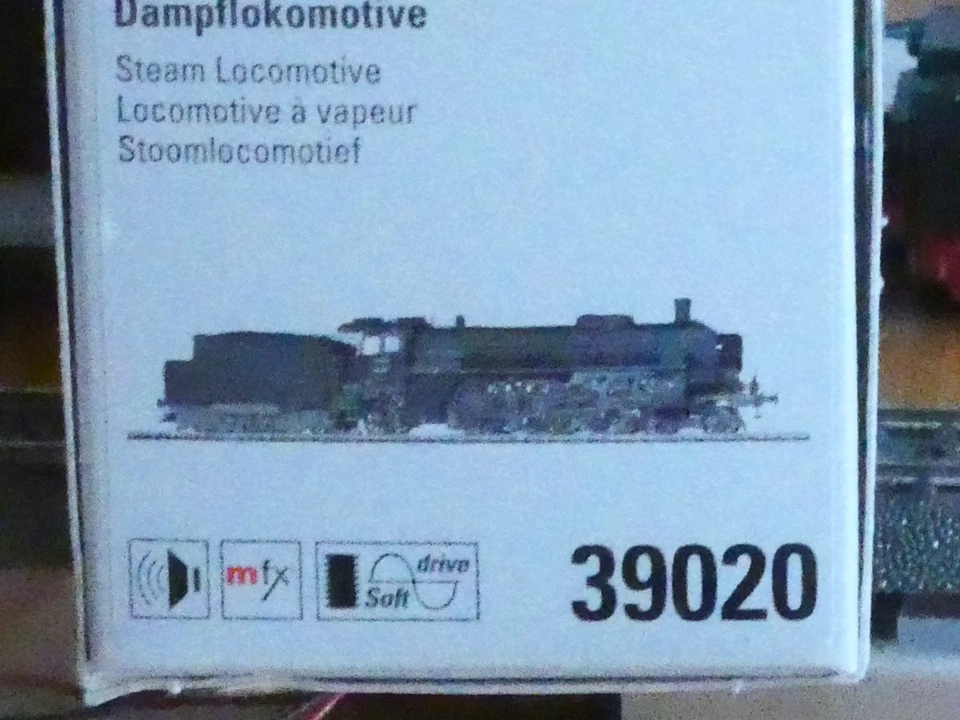 Dampflokomotive
Steam Locomotive
Locomotive à vapeur
Stoomlocomotief
mfx
drive
Soft
39020